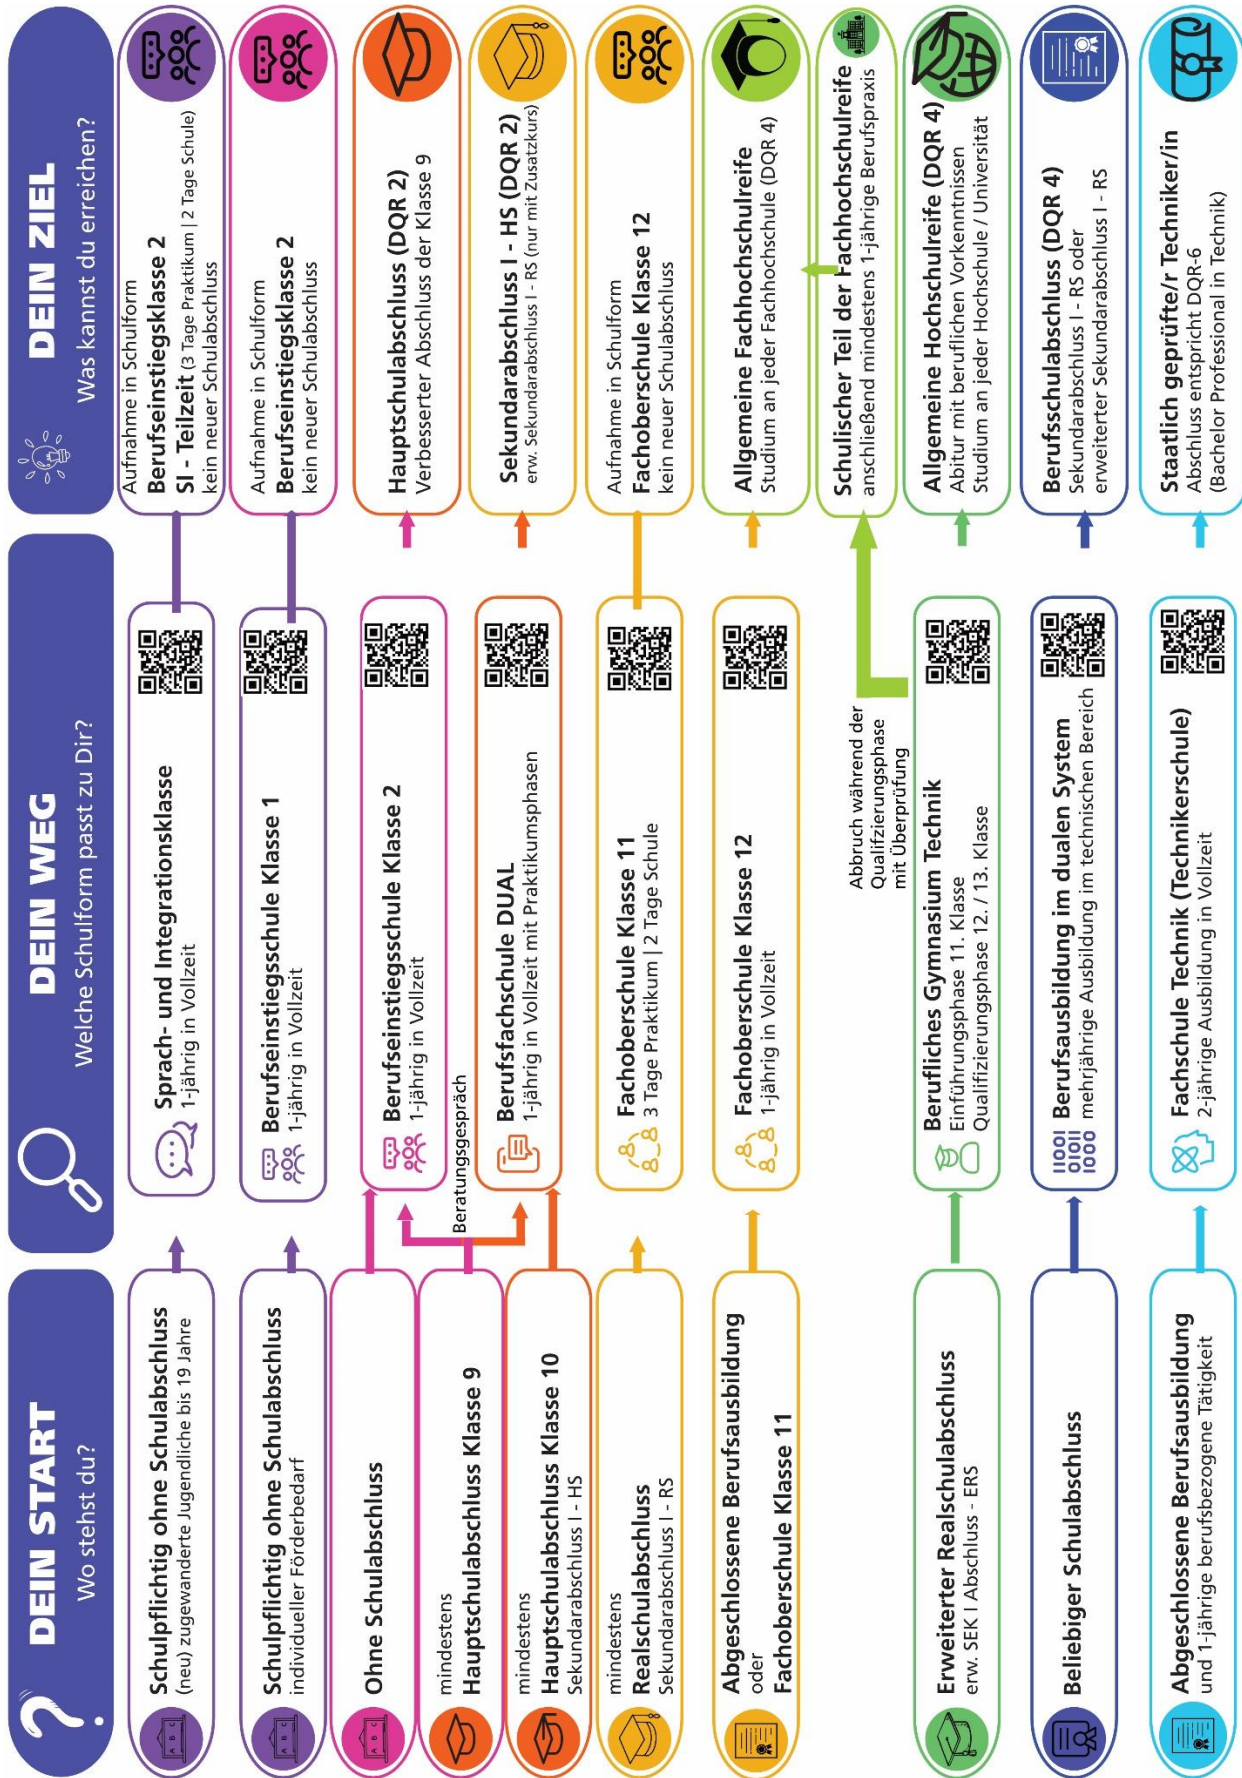 DEIN START
Wo stehst du?
Schulpflichtig ohne Schulabschluss
(neu) zugewanderte Jugendliche bis 19 Jahre
Schulpflichtig ohne Schulabschluss
individueller Förderbedarf
Ohne Schulabschluss
mindestens
Hauptschulabschluss Klasse 9
mindestens
Hauptschulabschluss Klasse 10
Sekundarabschluss I - HS
mindestens
Realschulabschluss
Sekundarabschluss I - RS
Abgeschlossene Berufsausbildung
oder
Fachoberschule Klasse 11
Erweiterter Realschulabschluss
erw. SEK I Abschluss - ERS
Beliebiger Schulabschluss
Abgeschlossene Berufsausbildung
und 1-jährige berufsbezogene Tätigkeit
DEIN WEG
Welche Schulform passt zu Dir?
Sprach- und Integrationsklasse
1-jährig in Vollzeit
Berufseinstiegsschule Klasse 1
1-jährig in Vollzeit
Berufseinstiegsschule Klasse 2
1-jährig in Vollzeit
Beratungsgespräch
Berufsfachschule DUAL
1-jährig in Vollzeit mit Praktikumsphasen
Fachoberschule Klasse 11
3 Tage Praktikum | 2 Tage Schule
Fachoberschule Klasse 12
1-jährig in Vollzeit
Abbruch während der
Qualifzierungsphase
mit Überprüfung
Berufliches Gymnasium Technik
Einführungsphase 11. Klasse
Qualifizierungsphase 12. / 13. Klasse
11001
01011
1000
Berufsausbildung im dualen System
mehrjährige Ausbildung im technischen Bereich
Fachschule Technik (Technikerschule)
2-jährige Ausbildung in Vollzeit
DEIN ZIEL
Was kannst du erreichen?
Aufnahme in Schulform
Berufseinstiegsklasse 2
SI - Teilzeit (3 Tage Praktikum | 2 Tage Schule)
kein neuer Schulabschluss
Aufnahme in Schulform
Berufseinstiegsklasse 2
kein neuer Schulabschluss
Hauptschulabschluss (DQR 2)
Verbesserter Abschluss der Klasse 9
Sekundarabschluss I - HS (DQR 2)
erw. Sekundarabschluss I - RS (nur mit Zusatzkurs)
Aufnahme in Schulform
Fachoberschule Klasse 12
kein neuer Schulabschluss
Allgemeine Fachhochschulreife
Studium an jeder Fachhochschule (DQR 4)
Schulischer Teil der Fachhochschulreife
anschließend mindestens 1-jährige Berufspraxis
Allgemeine Hochschulreife (DQR 4)
Abitur mit beruflichen Vorkenntnissen
Studium an jeder Hochschule / Universität
Berufsschulabschluss (DQR 4)
Sekundarabschluss I - RS oder
erweiterter Sekundarabschluss I - RS
Staatlich geprüfte/r Techniker/in
Abschluss entspricht DQR-6
(Bachelor Professional in Technik)